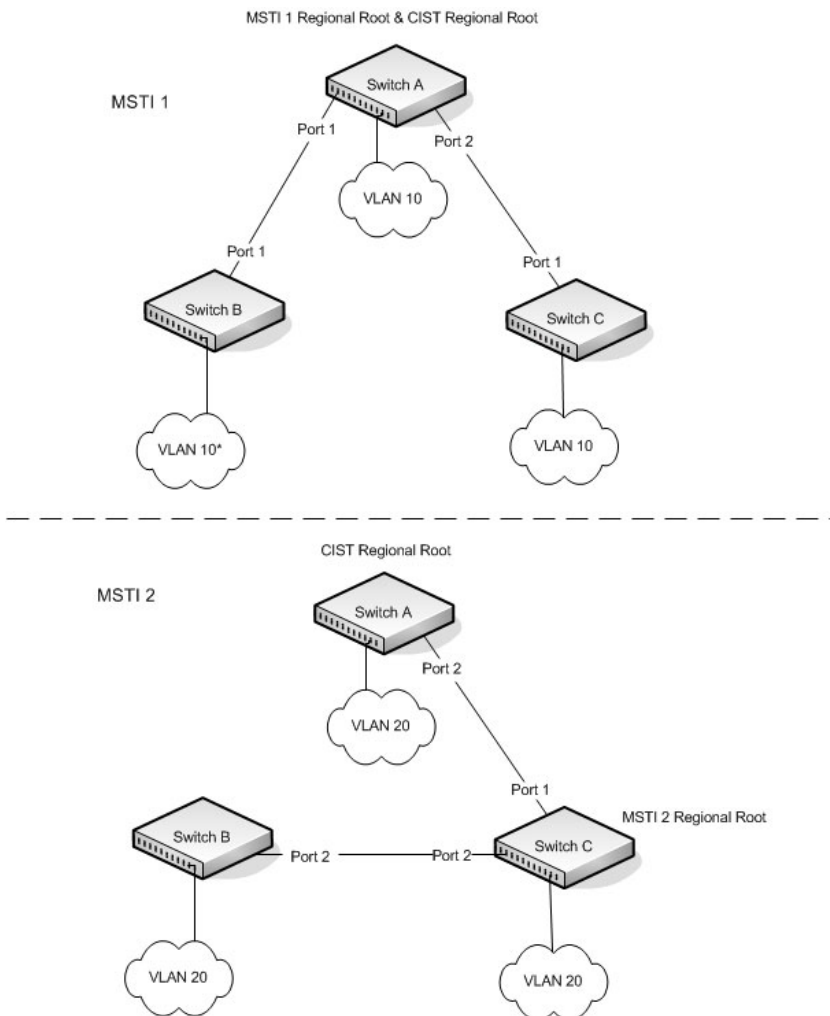 MSTI 1 Regional Root & CIST Regional Root
MSTI 1
Switch A
Port 1
Port 2
VLAN 10
Port 1
Port 1
Switch B
Switch C
VLAN 10*
VLAN 10
CIST Regional Root
MSTI 2
Switch A
Port 2
VLAN 20
Port 1
MSTI 2 Regional Root
Switch B
Switch C
Port 2
Port 2
VLAN 20
VLAN 20